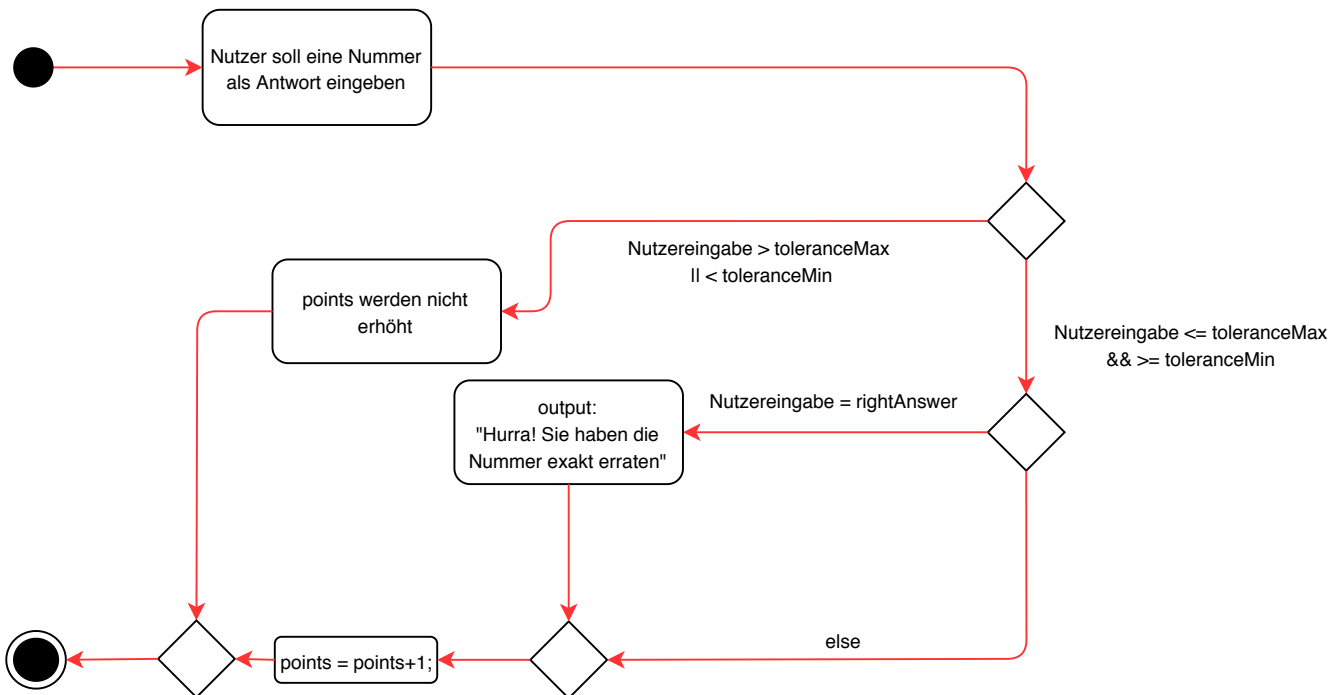 Nutzer soll eine Nummer
als Antwort eingeben
Nutzereingabe > toleranceMax
|| < toleranceMin
points werden nicht
erhöht
Nutzereingabe <= toleranceMax
&& >= toleranceMin
Nutzereingabe = rightAnswer
output:
"Hurra! Sie haben die
Nummer exakt erraten"
else
points = points+1;